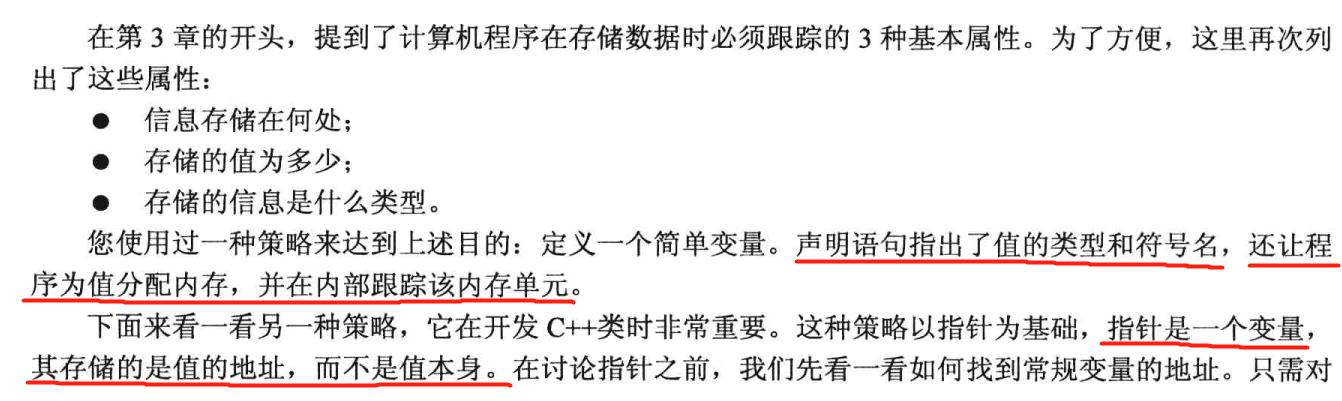 在第 3 章的开头，提到了计算机程序在存储数据时必须跟踪的 3 种基本属性。为了方便，这里再次列
出了这些属性：
● 信息存储在何处；
● 存储的值为多少；
● 存储的信息是什么类型。
您使用过一种策略来达到上述目的：定义一个简单变量。声明语句指出了值的类型和符号名，还让程
序为值分配内存，并在内部跟踪该内存单元。
下面来看一看另一种策略，它在开发 C++类时非常重要。这种策略以指针为基础，指针是一个变量，
其存储的是值的地址，而不是值本身。在讨论指针之前，我们先看一看如何找到常规变量的地址。只需对